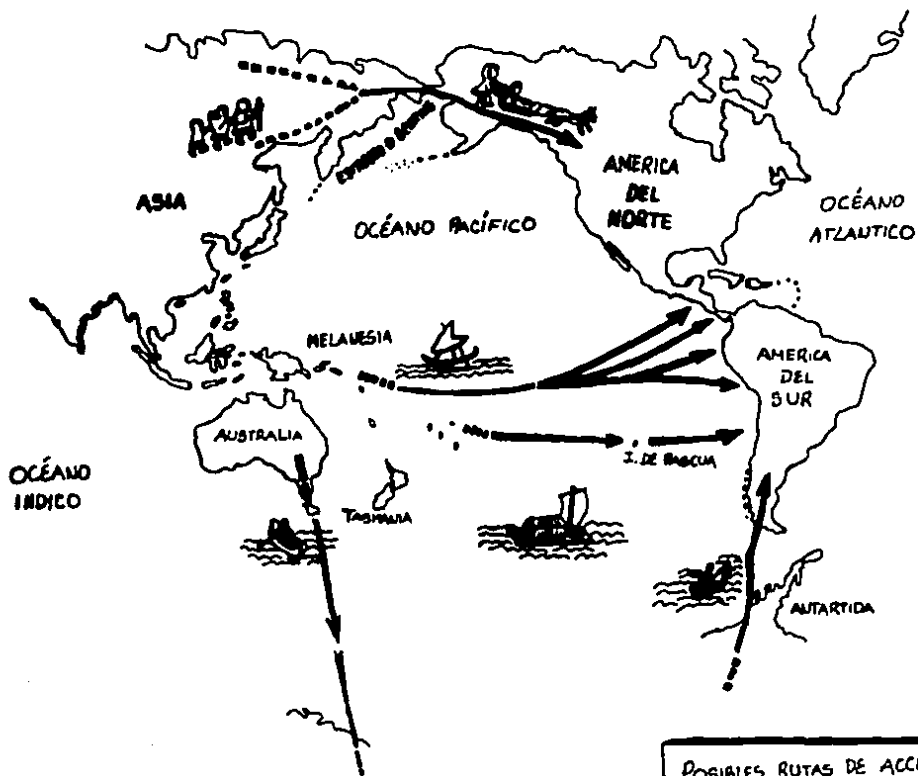 ASIA
AMERICA
DEL
NORTE
OCÉANO
ATLANTICO
OCÉANO PACÍFICO
MELANESIA
AMERICA
DEL
SUR
AUSTRALIA
I. DE PASCUA
OCÉANO
INDICO
TASMANIA
ANTARTIDA
POSIBLES RUTAS DE